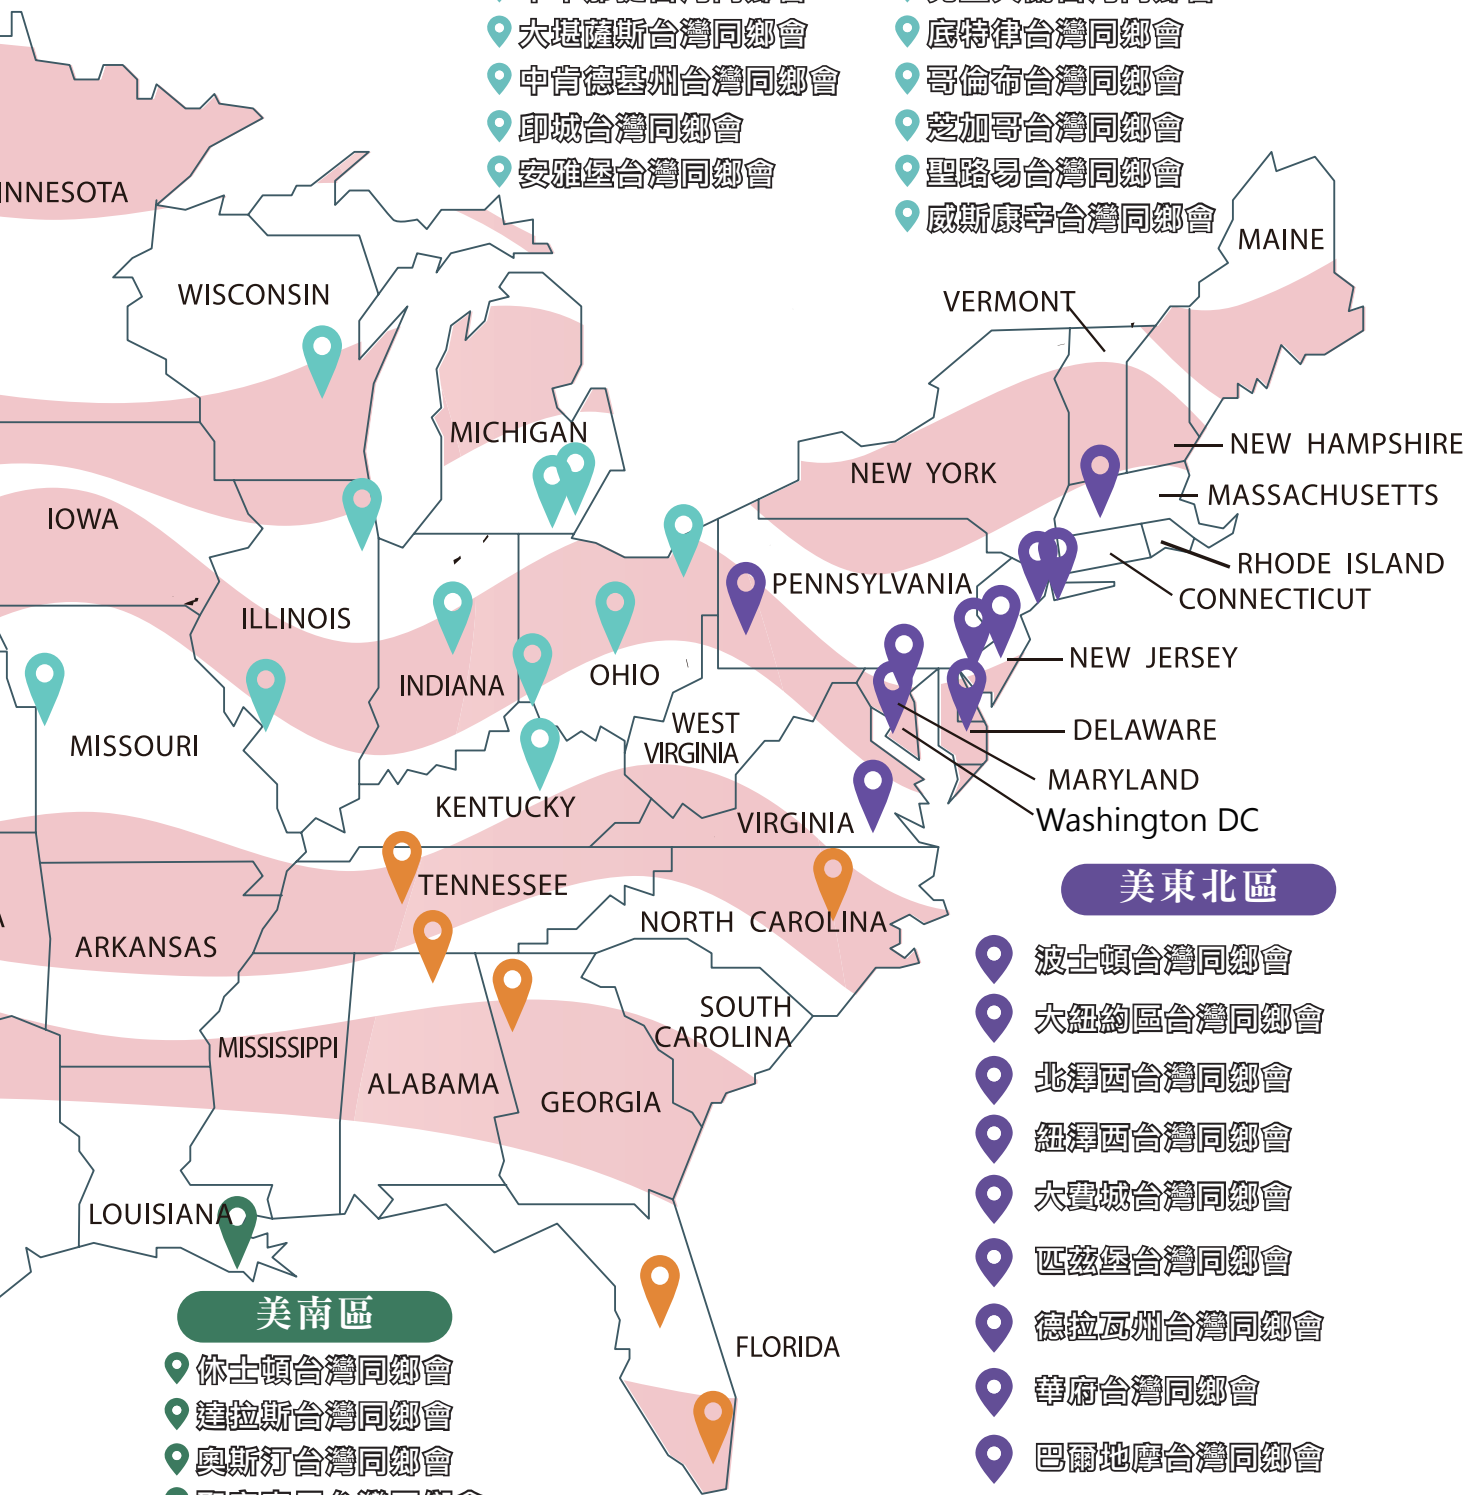 大堪薩斯台灣同鄉會
中肯德基州台灣同鄉會
印城台灣同鄉會
安雅堡台灣同鄉會
底特律台灣同鄉會
哥倫布台灣同鄉會
芝加哥台灣同鄉會
聖路易台灣同鄉會
威斯康辛台灣同鄉會
INNESOTA
WISCONSIN
MICHIGAN
IOWA
ILLINOIS
INDIANA
OHIO
MISSOURI
KENTUCKY
WEST
VIRGINIA
VIRGINIA
TENNESSEE
NORTH CAROLINA
ARKANSAS
SOUTH
CAROLINA
MISSISSIPPI
ALABAMA
GEORGIA
LOUISIANA
FLORIDA
MAINE
VERMONT
NEW YORK
NEW HAMPSHIRE
MASSACHUSETTS
RHODE ISLAND
CONNECTICUT
PENNSYLVANIA
NEW JERSEY
DELAWARE
MARYLAND
Washington DC
美東北區
波士頓台灣同鄉會
大紐約區台灣同鄉會
北澤西台灣同鄉會
紐澤西台灣同鄉會
大費城台灣同鄉會
匹茲堡台灣同鄉會
德拉瓦州台灣同鄉會
華府台灣同鄉會
巴爾地摩台灣同鄉會
美南區
休士頓台灣同鄉會
達拉斯台灣同鄉會
奧斯汀台灣同鄉會